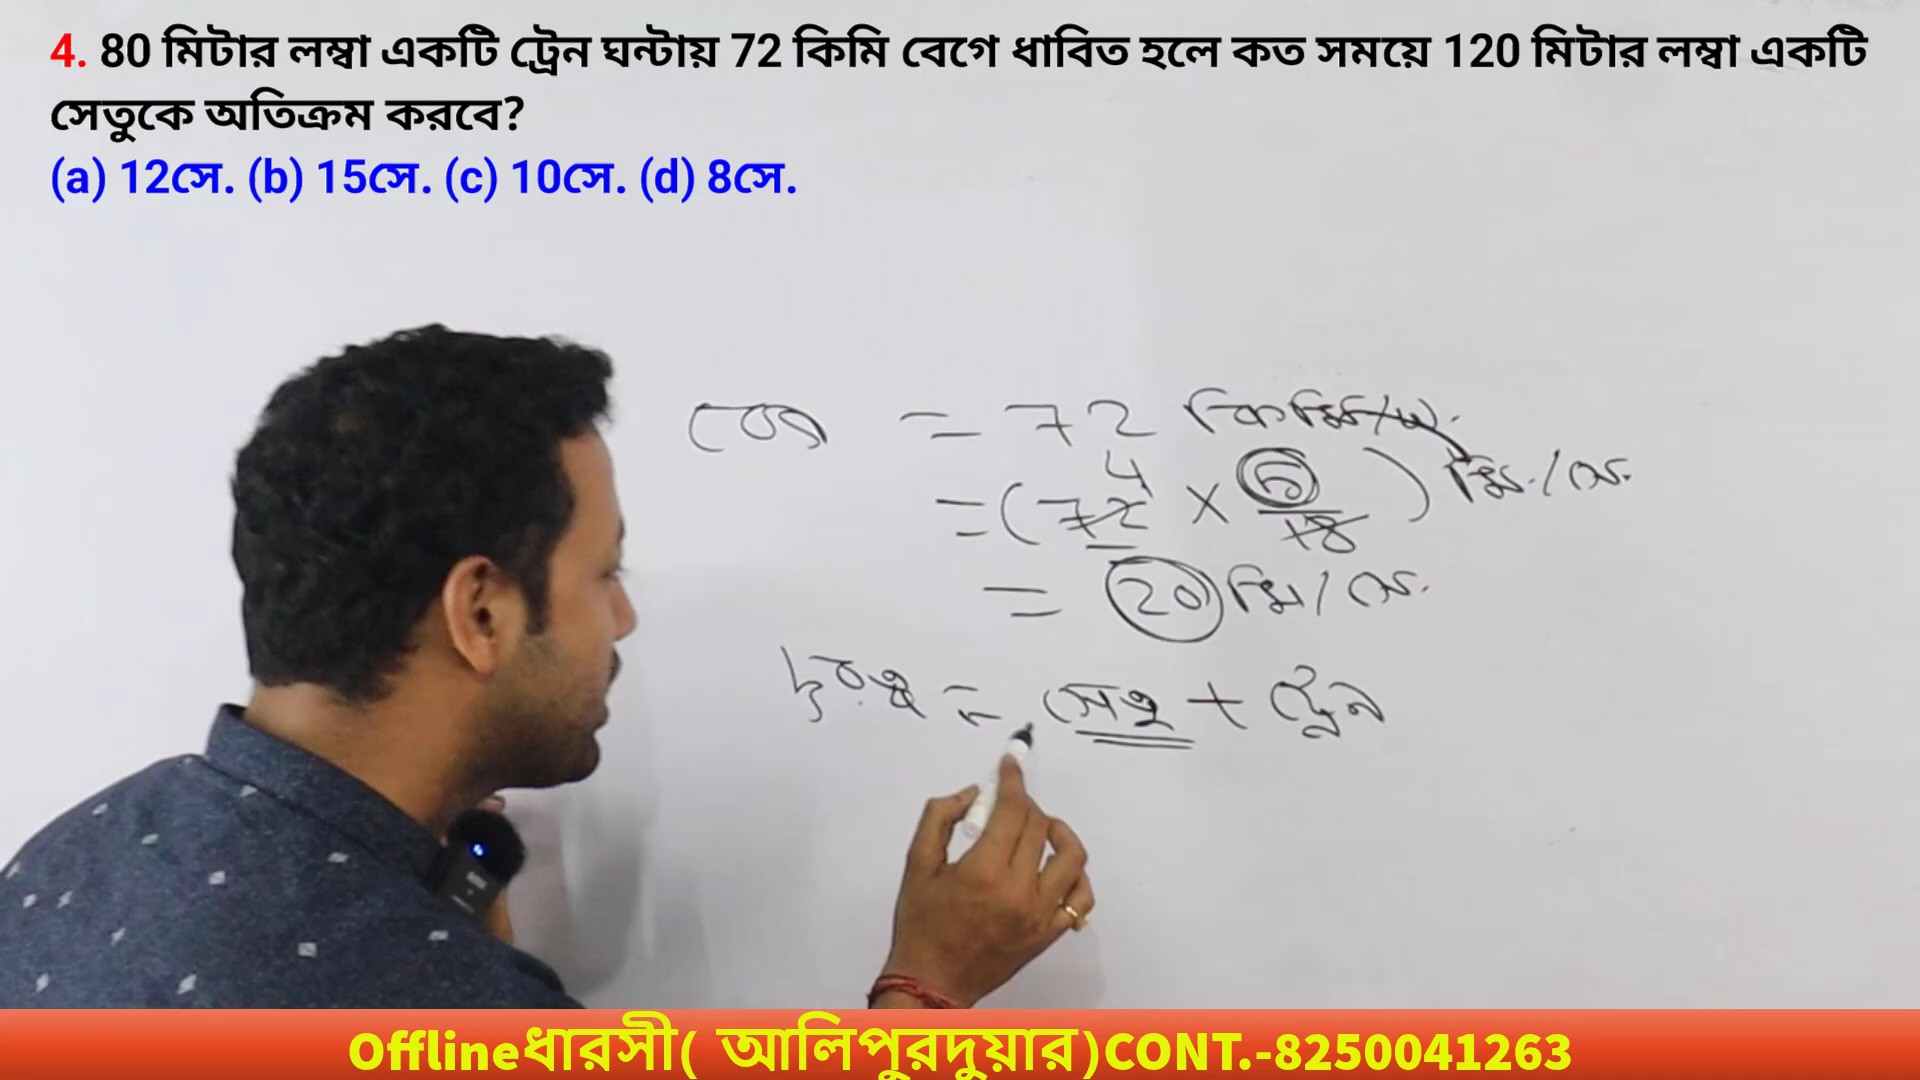 4. 80 মিটার লম্বা একটি ট্রেন ঘন্টায় 72 কিমি বেগে ধাবিত হলে কত সময়ে 120 মিটার লম্বা একটি
সেতুকে অতিক্রম করবে?
(a) 12সে. (b) 15সে. (c) 10সে. (d) 8সে.
বেগ = 72 কিমি/ঘ.
4
= (72 × 5/18) মি./সে.
= 20 মি/সে.
দূরত্ব = সেতু + ট্রেন
Offlineধারসী( আলিপুরদুয়ার)CONT.-8250041263